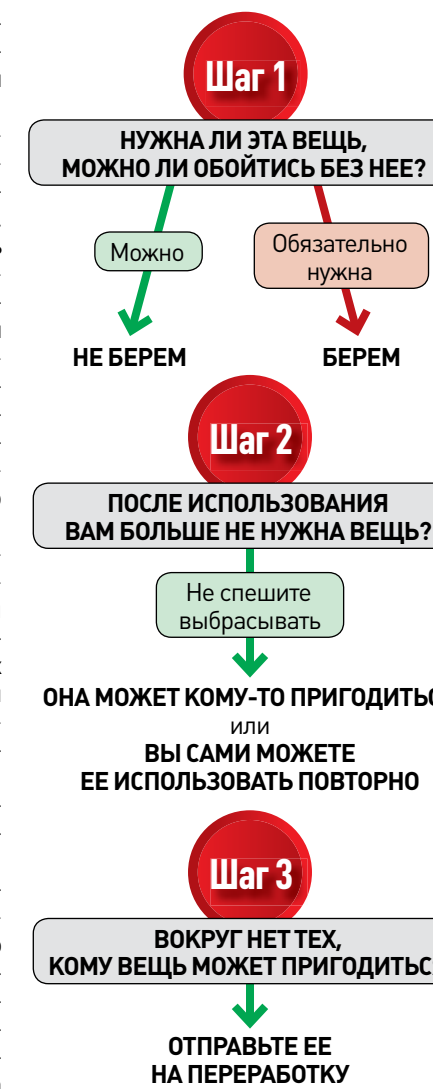 Шаг 1
НУЖНА ЛИ ЭТА ВЕЩЬ,
МОЖНО ЛИ ОБОЙТИСЬ БЕЗ НЕЕ?
Можно
Обязательно
нужна
НЕ БЕРЕМ
БЕРЕМ
Шаг 2
ПОСЛЕ ИСПОЛЬЗОВАНИЯ
ВАМ БОЛЬШЕ НЕ НУЖНА ВЕЩЬ?
Не спешите
выбрасывать
ОНА МОЖЕТ КОМУ-ТО
или
ВЫ САМИ МОЖЕТЕ
ЕЕ ИСПОЛЬЗОВАТЬ ПОВТОРНО
Шаг 3
ВОКРУГ НЕТ ТЕХ,
КОМУ ВЕЩЬ МОЖЕТ
ОТПРАВЬТЕ ЕЕ
НА ПЕРЕРАБОТКУ